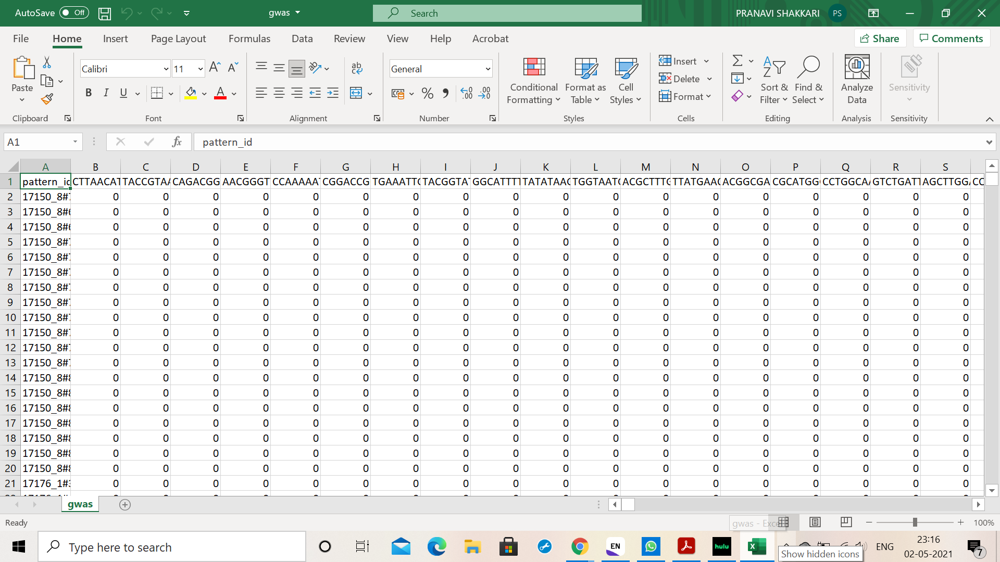 AutoSave Off gwas Search PRANAVI SHAKKARI PS
File Home Insert Page Layout Formulas Data Review View Help Acrobat Share Comments
Calibri 11 General
Paste B I U Conditional Formatting Format as Table Cell Styles Insert Delete Format Sort & Filter Find & Select Analyze Data Sensitivity
Clipboard Font Alignment Number Styles Cells Editing Analysis Sensitivity
A1 fx pattern_id
A B C D E F G H I J K L M N O P Q R S
1 pattern_id CTTAACAT TACCGTAA CAGACGG AACGGGT CCAAAAA CGGACCG TGAAATTG TACGGTA GGCATTT TATATAAC TGGTAATG ACGCTTTG TTATGAAC ACGGCGA CGCATGG CCTGGCAA GTCTGATT AGCTTGGA CC
2 17150_8#7 0 0 0 0 0 0 0 0 0 0 0 0 0 0 0 0 0 0
3 17150_8#6 0 0 0 0 0 0 0 0 0 0 0 0 0 0 0 0 0 0
4 17150_8#6 0 0 0 0 0 0 0 0 0 0 0 0 0 0 0 0 0 0
5 17150_8#7 0 0 0 0 0 0 0 0 0 0 0 0 0 0 0 0 0 0
6 17150_8#7 0 0 0 0 0 0 0 0 0 0 0 0 0 0 0 0 0 0
7 17150_8#7 0 0 0 0 0 0 0 0 0 0 0 0 0 0 0 0 0 0
8 17150_8#7 0 0 0 0 0 0 0 0 0 0 0 0 0 0 0 0 0 0
9 17150_8#7 0 0 0 0 0 0 0 0 0 0 0 0 0 0 0 0 0 0
10 17150_8#7 0 0 0 0 0 0 0 0 0 0 0 0 0 0 0 0 0 0
11 17150_8#7 0 0 0 0 0 0 0 0 0 0 0 0 0 0 0 0 0 0
12 17150_8#7 0 0 0 0 0 0 0 0 0 0 0 0 0 0 0 0 0 0
13 17150_8#7 0 0 0 0 0 0 0 0 0 0 0 0 0 0 0 0 0 0
14 17150_8#8 0 0 0 0 0 0 0 0 0 0 0 0 0 0 0 0 0 0
15 17150_8#8 0 0 0 0 0 0 0 0 0 0 0 0 0 0 0 0 0 0
16 17150_8#8 0 0 0 0 0 0 0 0 0 0 0 0 0 0 0 0 0 0
17 17150_8#8 0 0 0 0 0 0 0 0 0 0 0 0 0 0 0 0 0 0
18 17150_8#8 0 0 0 0 0 0 0 0 0 0 0 0 0 0 0 0 0 0
19 17150_8#8 0 0 0 0 0 0 0 0 0 0 0 0 0 0 0 0 0 0
20 17150_8#8 0 0 0 0 0 0 0 0 0 0 0 0 0 0 0 0 0 0
21 17176_1#3 0 0 0 0 0 0 0 0 0 0 0 0 0 0 0 0 0 0
gwas
Ready gwas - Excel 100%
Type here to search EN hulu ENG 23:16
Show hidden icons 02-05-2021 7